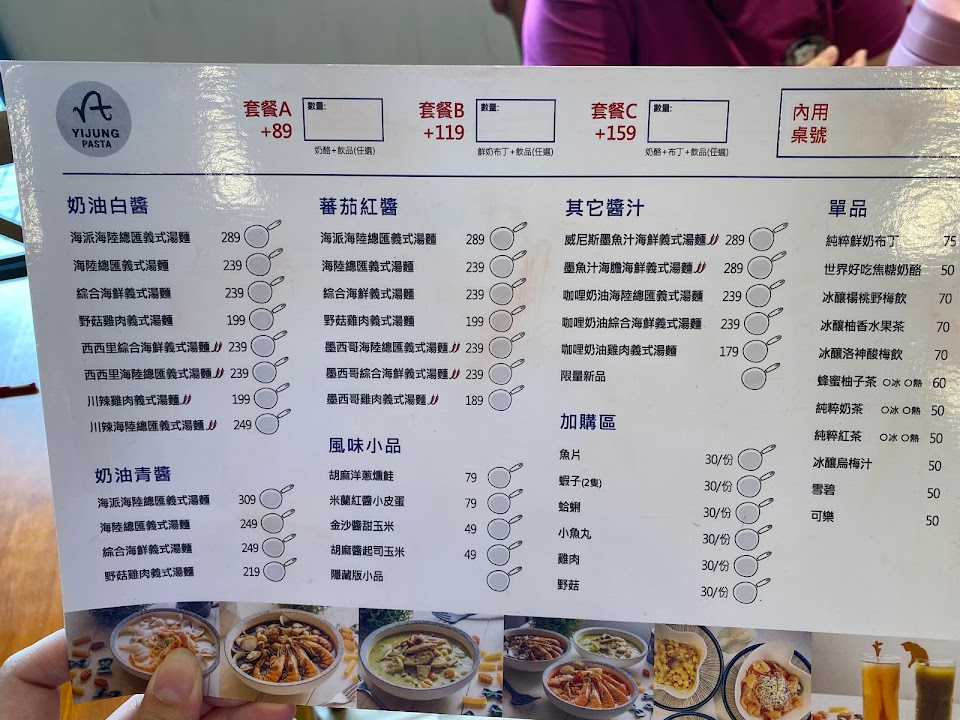 YIJUNG
PASTA
套餐A
+89
數量:
奶酪+飲品(任選)
套餐B
+119
數量:
鮮奶布丁+飲品(任選)
套餐C
+159
數量:
奶酪+布丁+飲品(任選)
內用
桌號
奶油白醬
海派海陸總匯義式湯麵 289
海陸總匯義式湯麵 239
綜合海鮮義式湯麵 239
野菇雞肉義式湯麵 199
西西里綜合海鮮義式湯麵 239
西西里海陸總匯義式湯麵 239
川辣雞肉義式湯麵 199
川辣海陸總匯義式湯麵 249
奶油青醬
海派海陸總匯義式湯麵 309
海陸總匯義式湯麵 249
綜合海鮮義式湯麵 249
野菇雞肉義式湯麵 219
蕃茄紅醬
海派海陸總匯義式湯麵 289
海陸總匯義式湯麵 239
綜合海鮮義式湯麵 239
野菇雞肉義式湯麵 199
墨西哥海陸總匯義式湯麵 239
墨西哥綜合海鮮義式湯麵 239
墨西哥雞肉義式湯麵 189
風味小品
胡麻洋蔥燻鮭 79
米蘭紅醬小皮蛋 79
金沙醬甜玉米 49
胡麻醬起司玉米 49
隱藏版小品
其它醬汁
威尼斯墨魚汁海鮮義式湯麵 289
墨魚汁海膽海鮮義式湯麵 289
咖哩奶油海陸總匯義式湯麵 239
咖哩奶油綜合海鮮義式湯麵 239
咖哩奶油雞肉義式湯麵 179
限量新品
加購區
魚片 30/份
蝦子(2隻) 30/份
蛤蜊 30/份
小魚丸 30/份
雞肉 30/份
野菇 30/份
單品
純粹鮮奶布丁 75
世界好吃焦糖奶酪 50
冰釀楊桃野梅飲 70
冰釀柚香水果茶 70
冰釀洛神酸梅飲 70
蜂蜜柚子茶 ○冰 ○熱 60
純粹奶茶 ○冰 ○熱 50
純粹紅茶 ○冰 ○熱 50
冰釀烏梅汁 50
雪碧 50
可樂 50